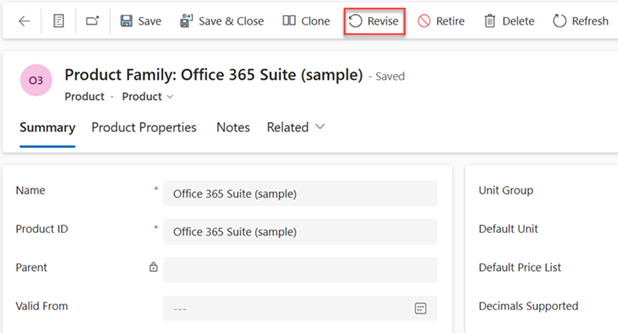 Save Save & Close Clone Revise Retire Delete Refresh
O3
Product Family: Office 365 Suite (sample) - Saved
Product · Product
Summary Product Properties Notes Related
Name * Office 365 Suite (sample) Unit Group
Product ID * Office 365 Suite (sample) Default Unit
Parent Default Price List
Valid From --- Decimals Supported